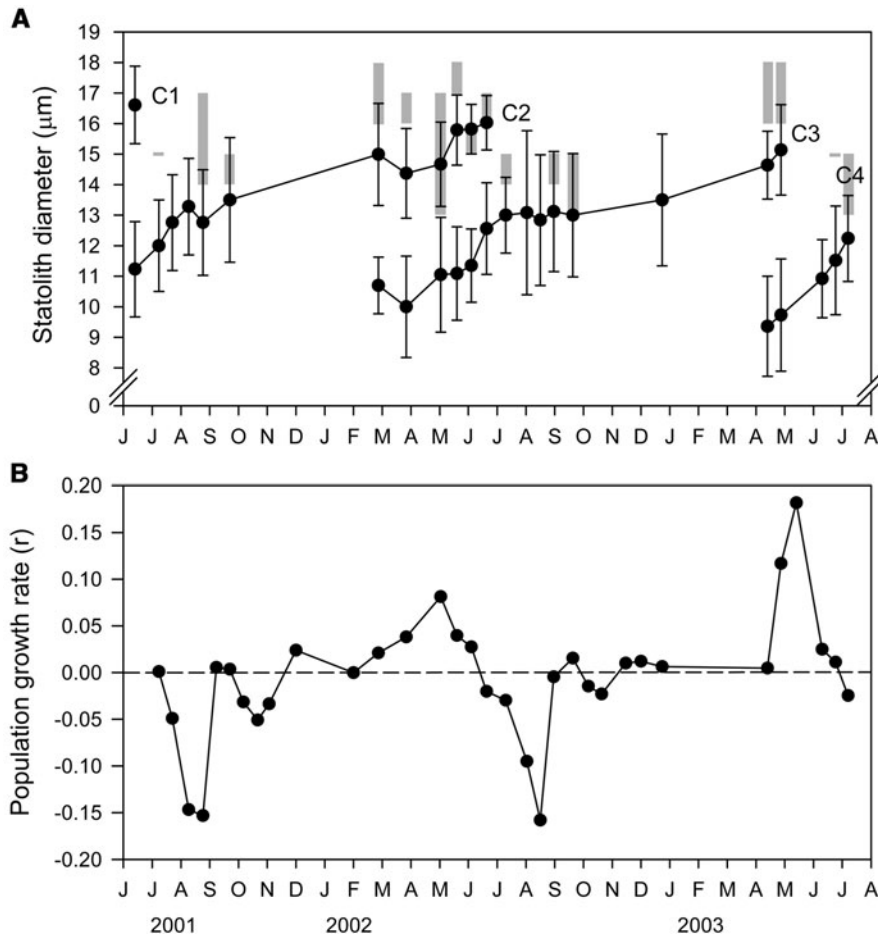 A
Statolith diameter (μm)
19
18
17
16
15
14
13
12
11
10
9
8
0
C1
C2
C3
C4
J J A S O N D J F M A M J J A S O N D J F M A M J J A
B
Population growth rate (r)
0.20
0.15
0.10
0.05
0.00
-0.05
-0.10
-0.15
-0.20
J J A S O N D J F M A M J J A S O N D J F M A M J J A
2001 2002 2003